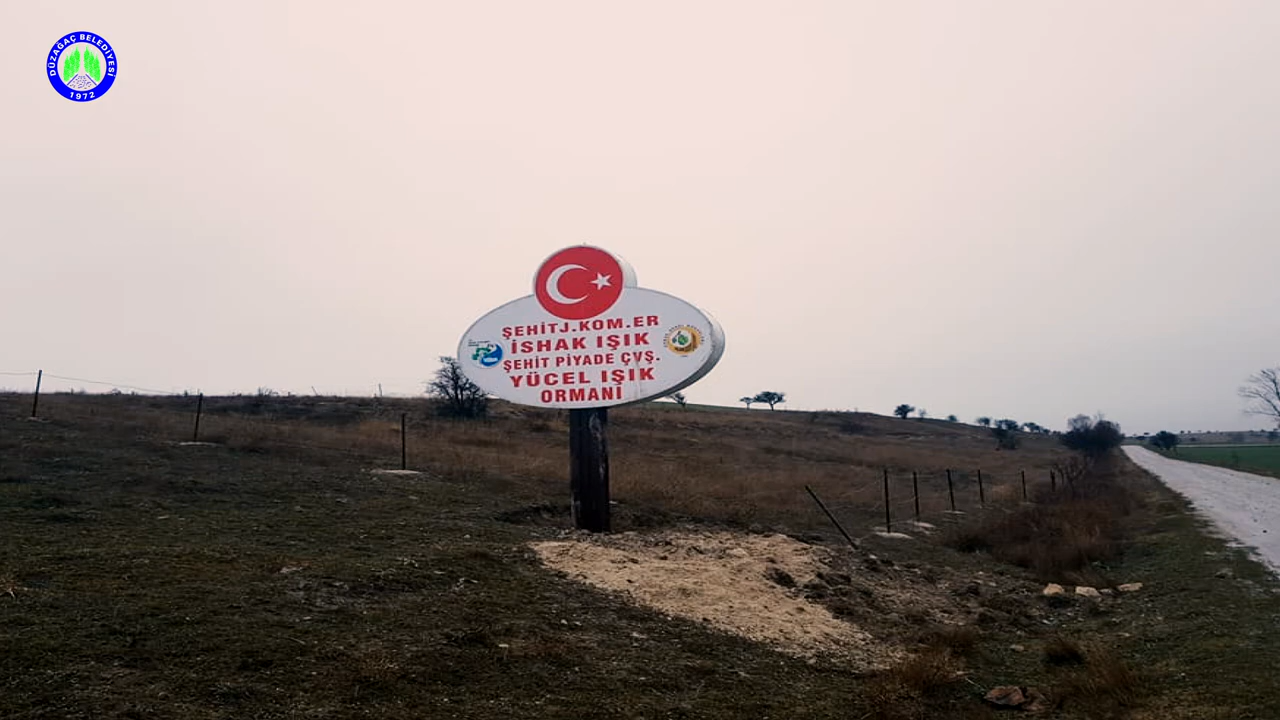 DÜZAĞAÇ BELEDİYESİ
1972
ŞEHİTJ.KOM.ER
İSHAK IŞIK
ŞEHİT PİYADE ÇVŞ.
YÜCEL IŞIK
ORMANI